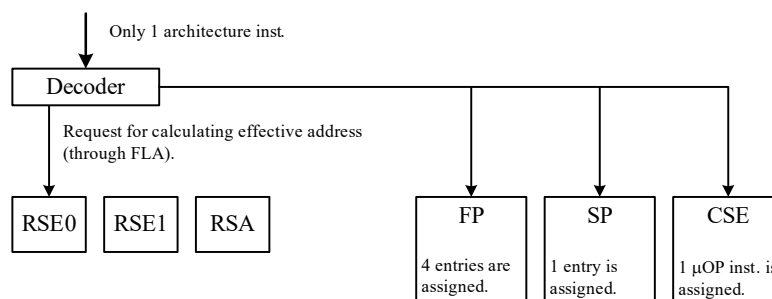 Only 1 architecture inst.
Decoder
Request for calculating effective address
(through FLA).
RSE0
RSE1
RSA
FP
SP
CSE
4 entries are
assigned.
1 entry is
assigned.
1 μOP inst. is
assigned.